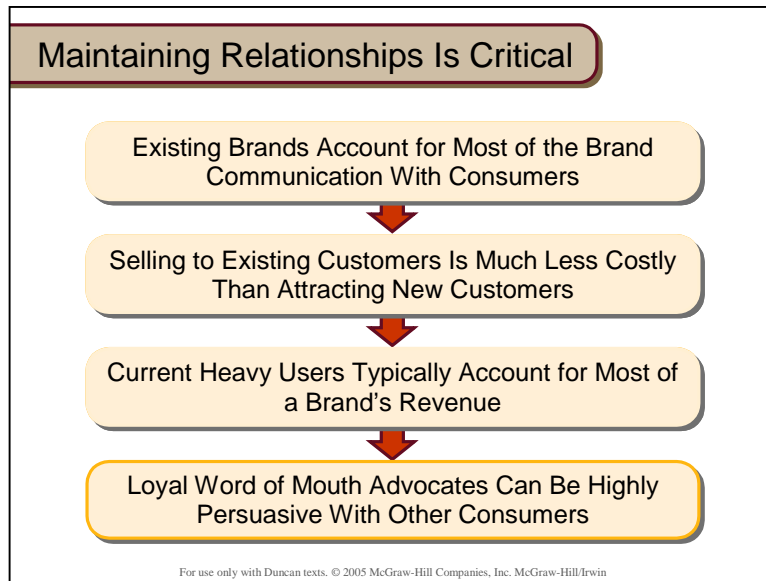 Maintaining Relationships Is Critical
Existing Brands Account for Most of the Brand
Communication With Consumers
Selling to Existing Customers Is Much Less Costly
Than Attracting New Customers
Current Heavy Users Typically Account for Most of
a Brand's Revenue
Loyal Word of Mouth Advocates Can Be Highly
Persuasive With Other Consumers
For use only with Duncan texts. © 2005 McGraw-Hill Companies, Inc. McGraw-Hill/Irwin